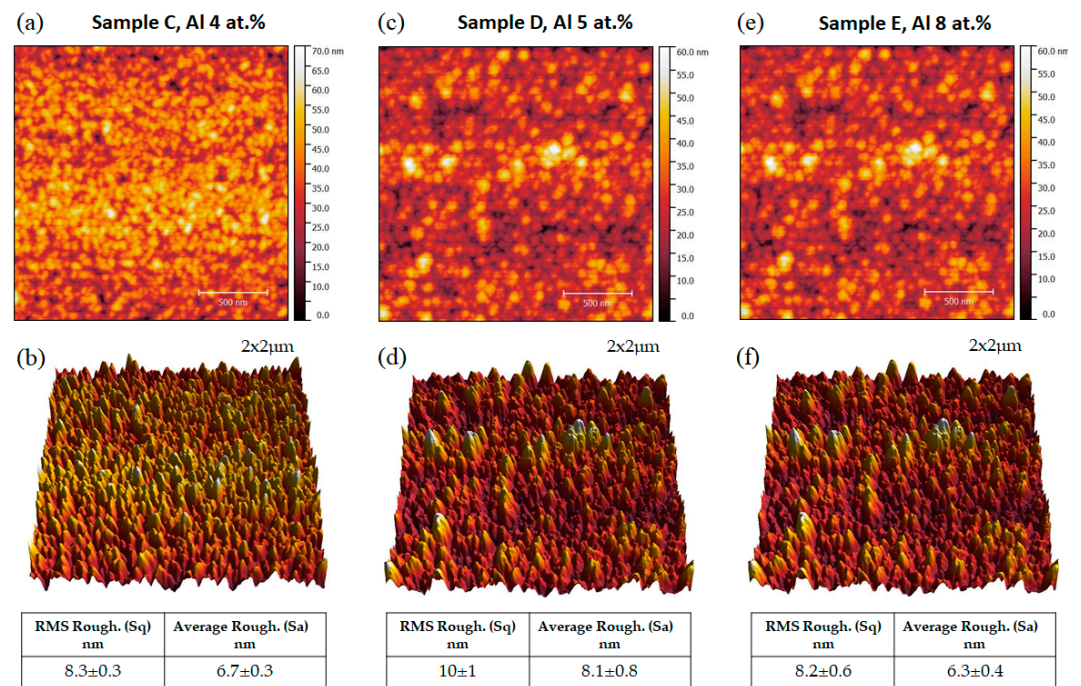 (a) Sample C, Al 4 at.%
70.0 nm
65.0
60.0
55.0
50.0
45.0
40.0
35.0
30.0
25.0
20.0
15.0
10.0
0.0
500 nm
(c) Sample D, Al 5 at.%
60.0 nm
55.0
50.0
45.0
40.0
35.0
30.0
25.0
20.0
15.0
10.0
0.0
500 nm
(e) Sample E, Al 8 at.%
60.0 nm
55.0
50.0
45.0
40.0
35.0
30.0
25.0
20.0
15.0
10.0
0.0
500 nm
(b) 2x2μm
(d) 2x2μm
(f) 2x2μm
RMS Rough. (Sq) nm
Average Rough. (Sa) nm
8.3±0.3
6.7±0.3
RMS Rough. (Sq) nm
Average Rough. (Sa) nm
10±1
8.1±0.8
RMS Rough. (Sq) nm
Average Rough. (Sa) nm
8.2±0.6
6.3±0.4